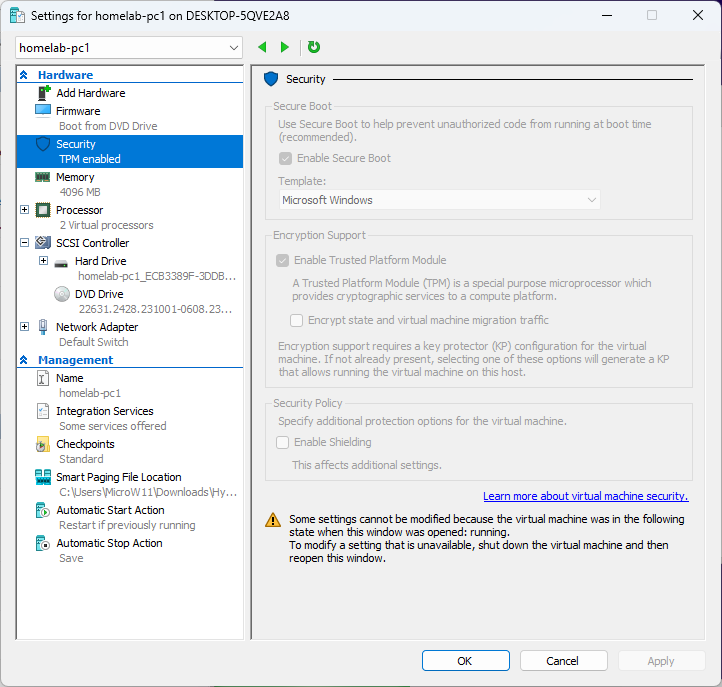 Settings for homelab-pc1 on DESKTOP-5QVE2A8
homelab-pc1
Hardware
Add Hardware
Firmware
Boot from DVD Drive
Security
TPM enabled
Memory
4096 MB
Processor
2 Virtual processors
SCSI Controller
Hard Drive
homelab-pc1_ECB3389F-3DDB...
DVD Drive
22631.2428.231001-0608.23...
Network Adapter
Default Switch
Management
Name
homelab-pc1
Integration Services
Some services offered
Checkpoints
Standard
Smart Paging File Location
C:\Users\MicroW11\Downloads\Hy...
Automatic Start Action
Restart if previously running
Automatic Stop Action
Save
Security
Secure Boot
Use Secure Boot to help prevent unauthorized code from running at boot time
(recommended).
Enable Secure Boot
Template:
Microsoft Windows
Encryption Support
Enable Trusted Platform Module
A Trusted Platform Module (TPM) is a special purpose microprocessor which
provides cryptographic services to a compute platform.
Encrypt state and virtual machine migration traffic
Encryption support requires a key protector (KP) configuration for the virtual
machine. If not already present, selecting one of these options will generate a KP
that allows running the virtual machine on this host.
Security Policy
Specify additional protection options for the virtual machine.
Enable Shielding
This affects additional settings.
Learn more about virtual machine security.
Some settings cannot be modified because the virtual machine was in the following
state when this window was opened: running.
To modify a setting that is unavailable, shut down the virtual machine and then
reopen this window.
OK
Cancel
Apply